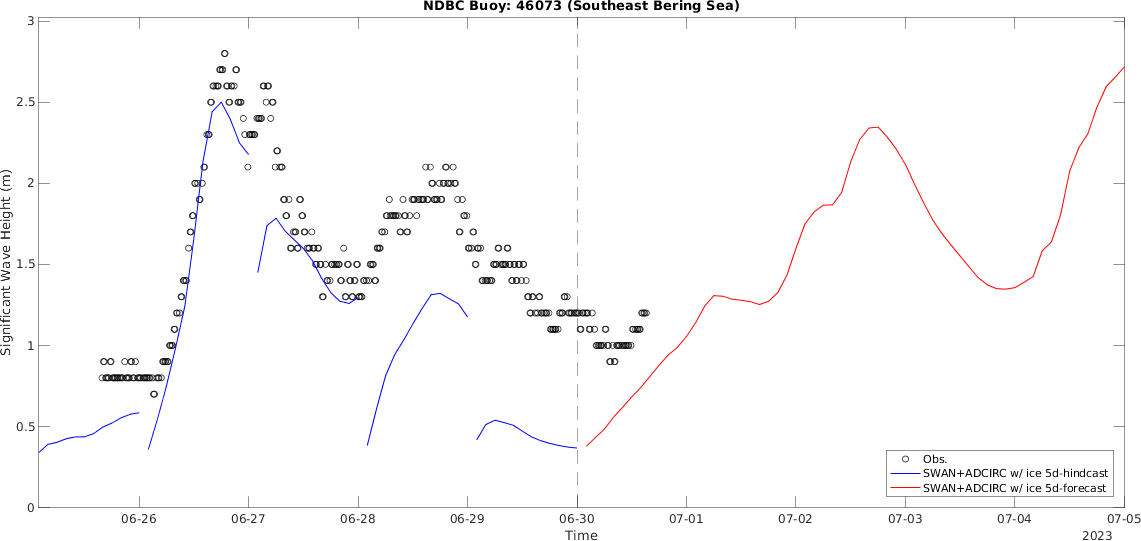 NDBC Buoy: 46073 (Southeast Bering Sea)
3
2.5
2
1.5
1
0.5
0
Significant Wave Height (m)
Obs.
SWAN+ADCIRC w/ ice 5d-hindcast
SWAN+ADCIRC w/ ice 5d-forecast
06-26 06-27 06-28 06-29 06-30 07-01 07-02 07-03 07-04 07-05
Time
2023